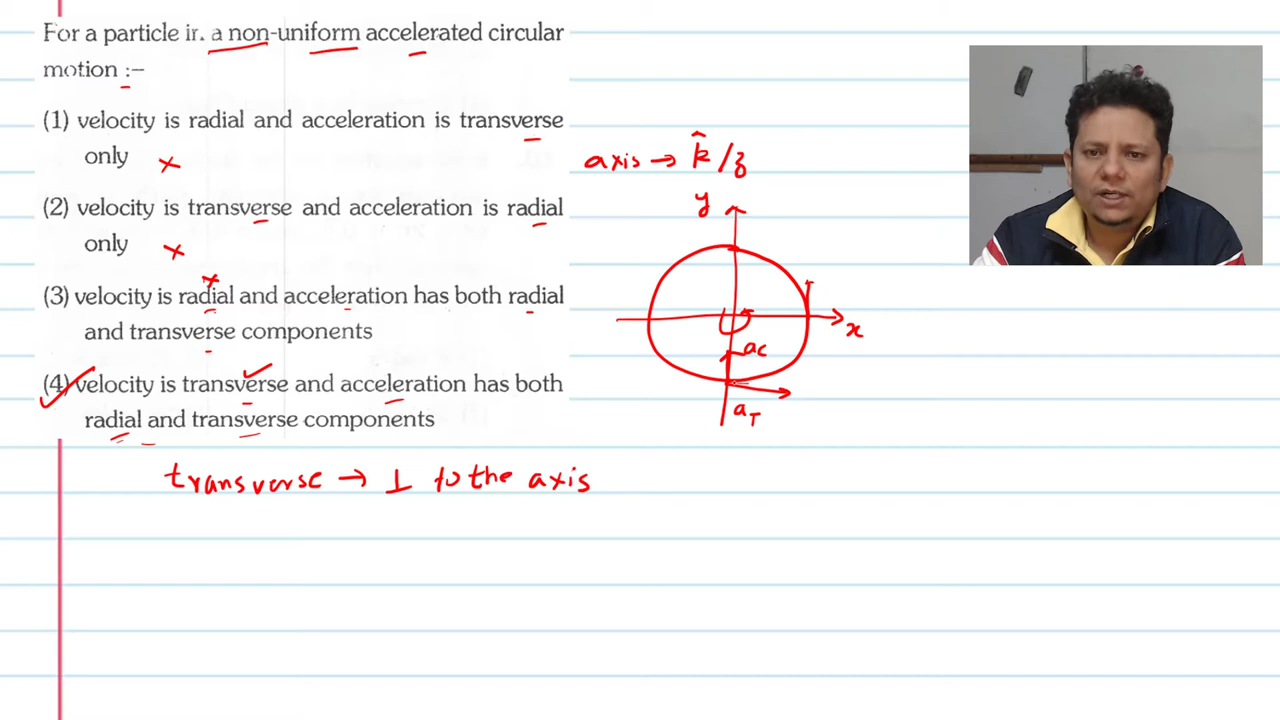 For a particle in a non-uniform accelerated circular
motion :–
(1) velocity is radial and acceleration is transverse
only ×
(2) velocity is transverse and acceleration is radial
only ×
×
(3) velocity is radial and acceleration has both radial
and transverse components
(4) velocity is transverse and acceleration has both
radial and transverse components
transverse → ⊥ to the axis
axis → k̂ / z
y
x
ac
aT